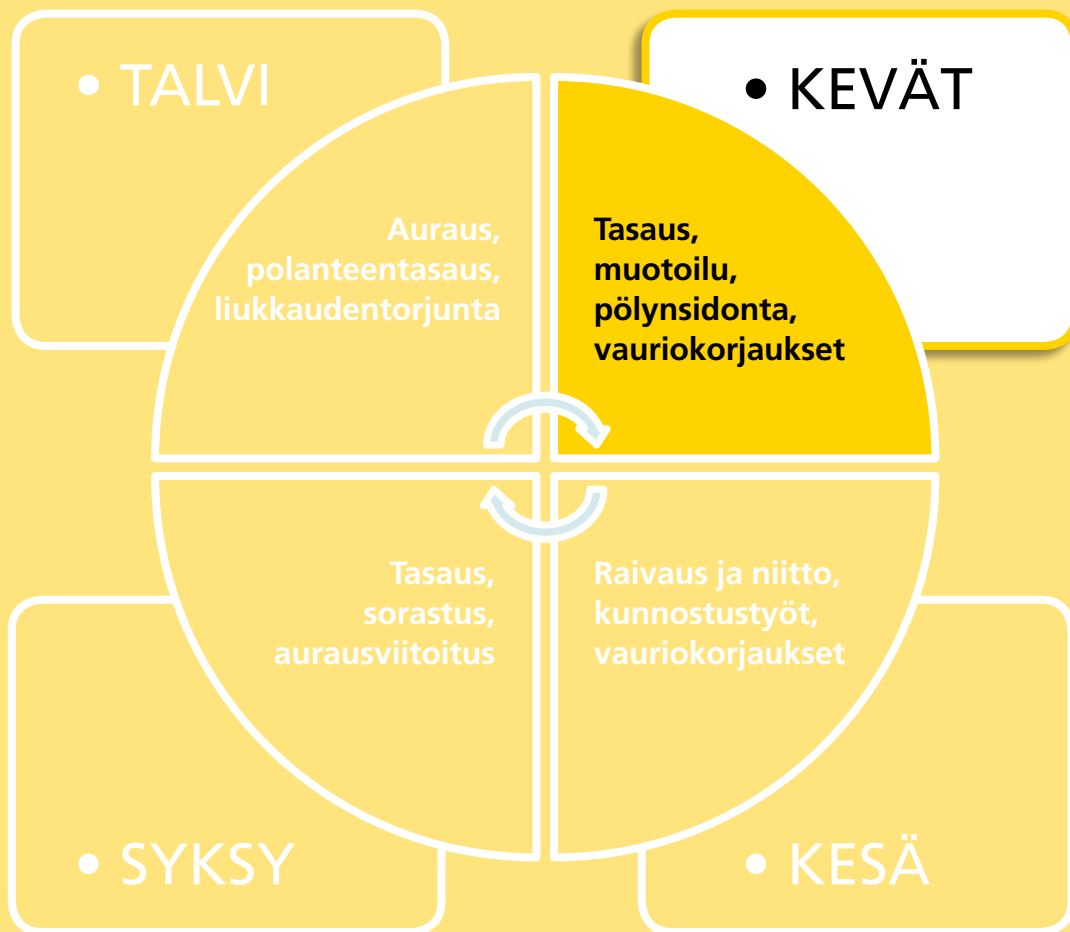 • TALVI
• KEVÄT
Auraus,
polanteentasaus,
liukkaudentorjunta
Tasaus,
muotoilu,
pölynsidonta,
vauriokorjaukset
Tasaus,
sorastus,
aurausviitoitus
Raivaus ja niitto,
kunnostustyöt,
vauriokorjaukset
• SYKSY
• KESÄ